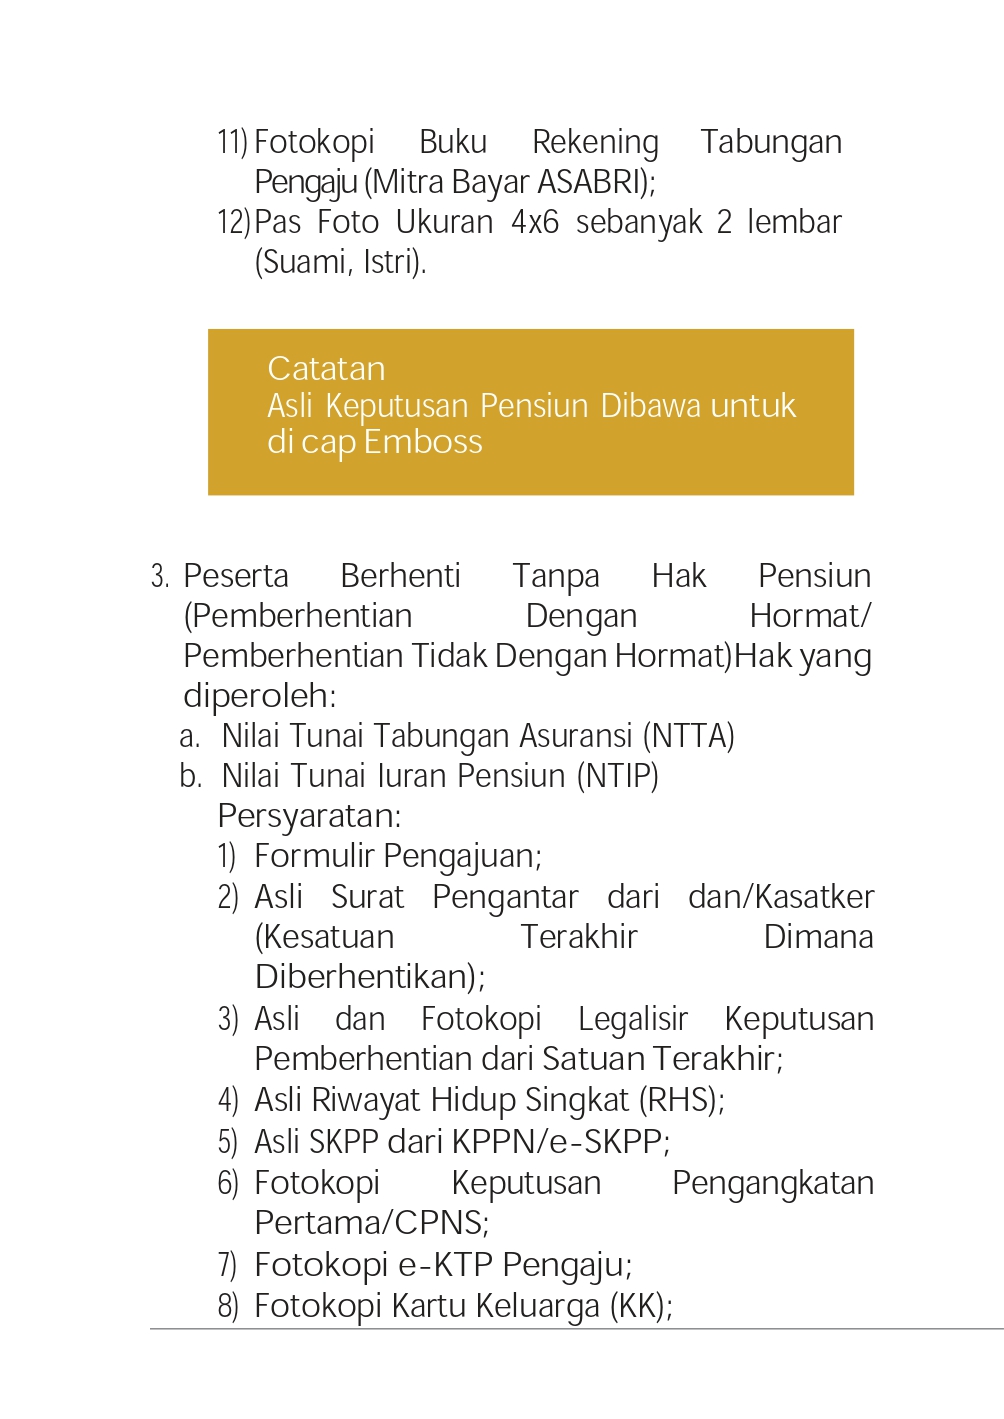 11) Fotokopi Buku Rekening Tabungan
Pengaju (Mitra Bayar ASABRI);
12) Pas Foto Ukuran 4x6 sebanyak 2 lembar
(Suami, Istri).
Catatan
Asli Keputusan Pensiun Dibawa untuk
di cap Emboss
3. Peserta Berhenti Tanpa Hak Pensiun
(Pemberhentian Dengan Hormat/
Pemberhentian Tidak Dengan Hormat)Hak yang
diperoleh:
a. Nilai Tunai Tabungan Asuransi (NTTA)
b. Nilai Tunai Iuran Pensiun (NTIP)
Persyaratan:
1) Formulir Pengajuan;
2) Asli Surat Pengantar dari dan/Kasatker
(Kesatuan Terakhir Dimana
Diberhentikan);
3) Asli dan Fotokopi Legalisir Keputusan
Pemberhentian dari Satuan Terakhir;
4) Asli Riwayat Hidup Singkat (RHS);
5) Asli SKPP dari KPPN/e-SKPP;
6) Fotokopi Keputusan Pengangkatan
Pertama/CPNS;
7) Fotokopi e-KTP Pengaju;
8) Fotokopi Kartu Keluarga (KK);